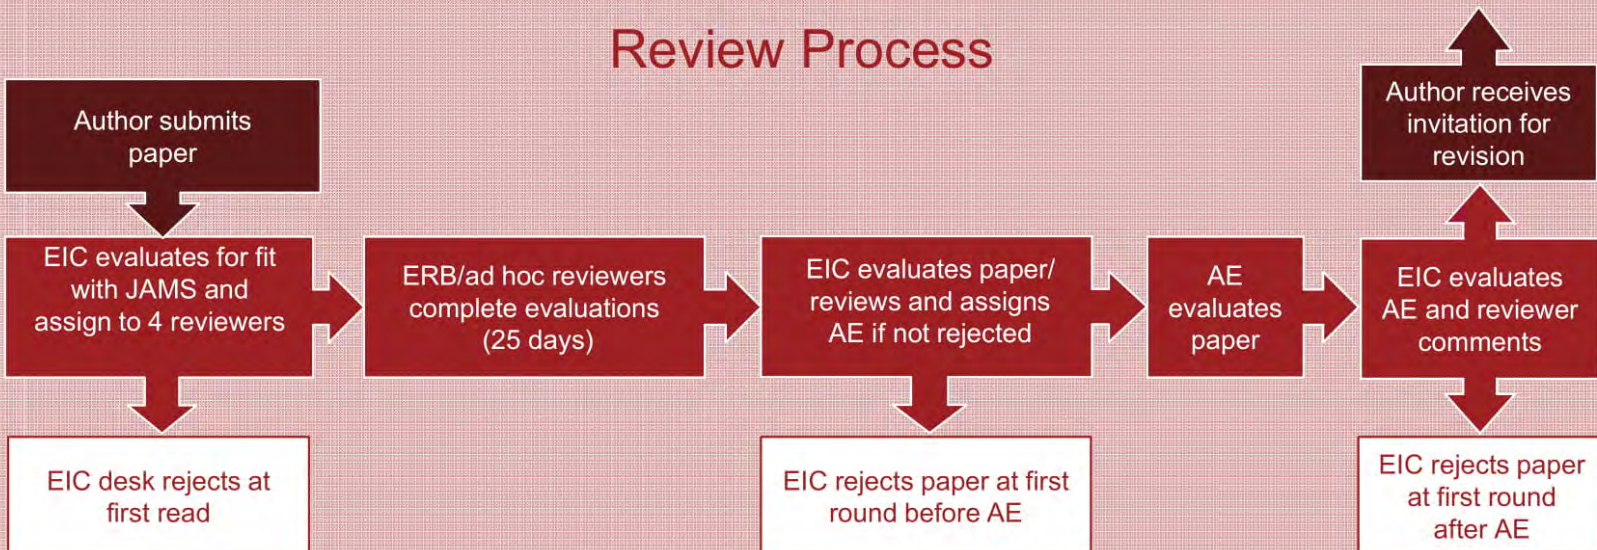 Review Process
Author submits
paper
Author receives
invitation for
revision
EIC evaluates for fit
with JAMS and
assign to 4 reviewers
ERB/ad hoc reviewers
complete evaluations
(25 days)
EIC evaluates paper/
reviews and assigns
AE if not rejected
AE
evaluates
paper
EIC evaluates
AE and reviewer
comments
EIC desk rejects at
first read
EIC rejects paper at first
round before AE
EIC rejects paper
at first round
after AE